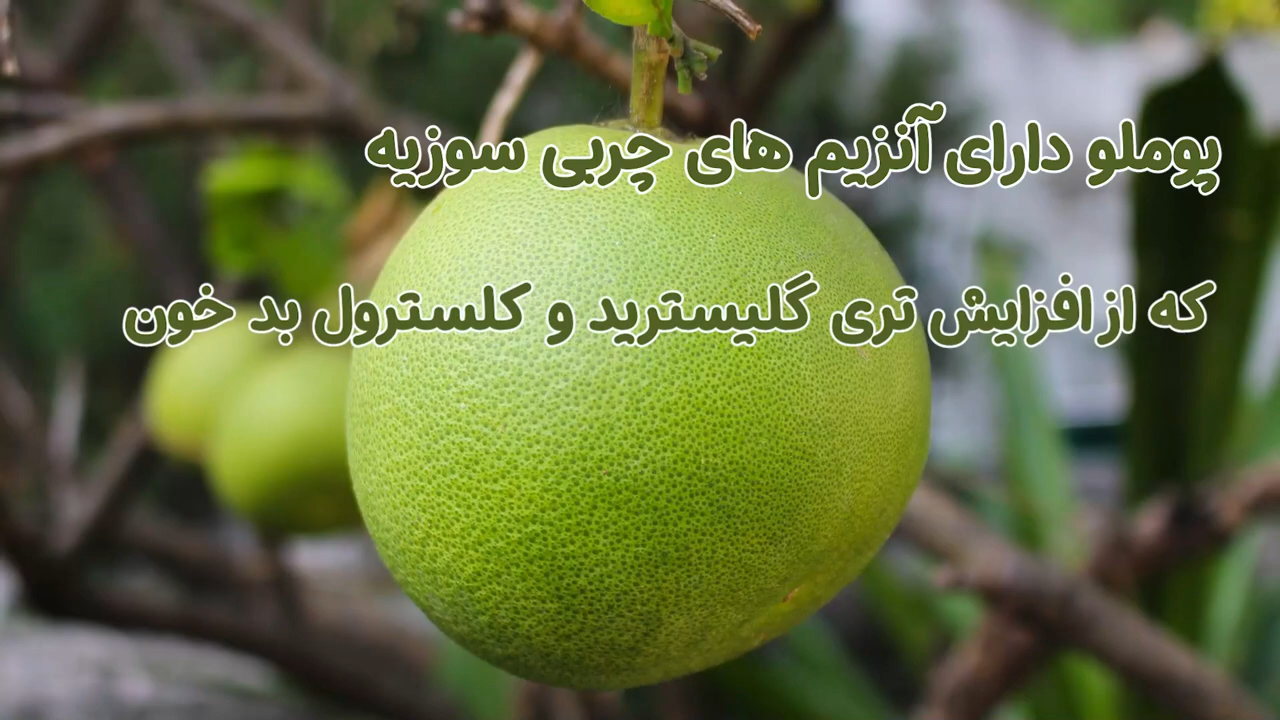 پوملو دارای آنزیم های چربی سوزیه
که از افزایش تری گلیسترید و کلسترول بد خون